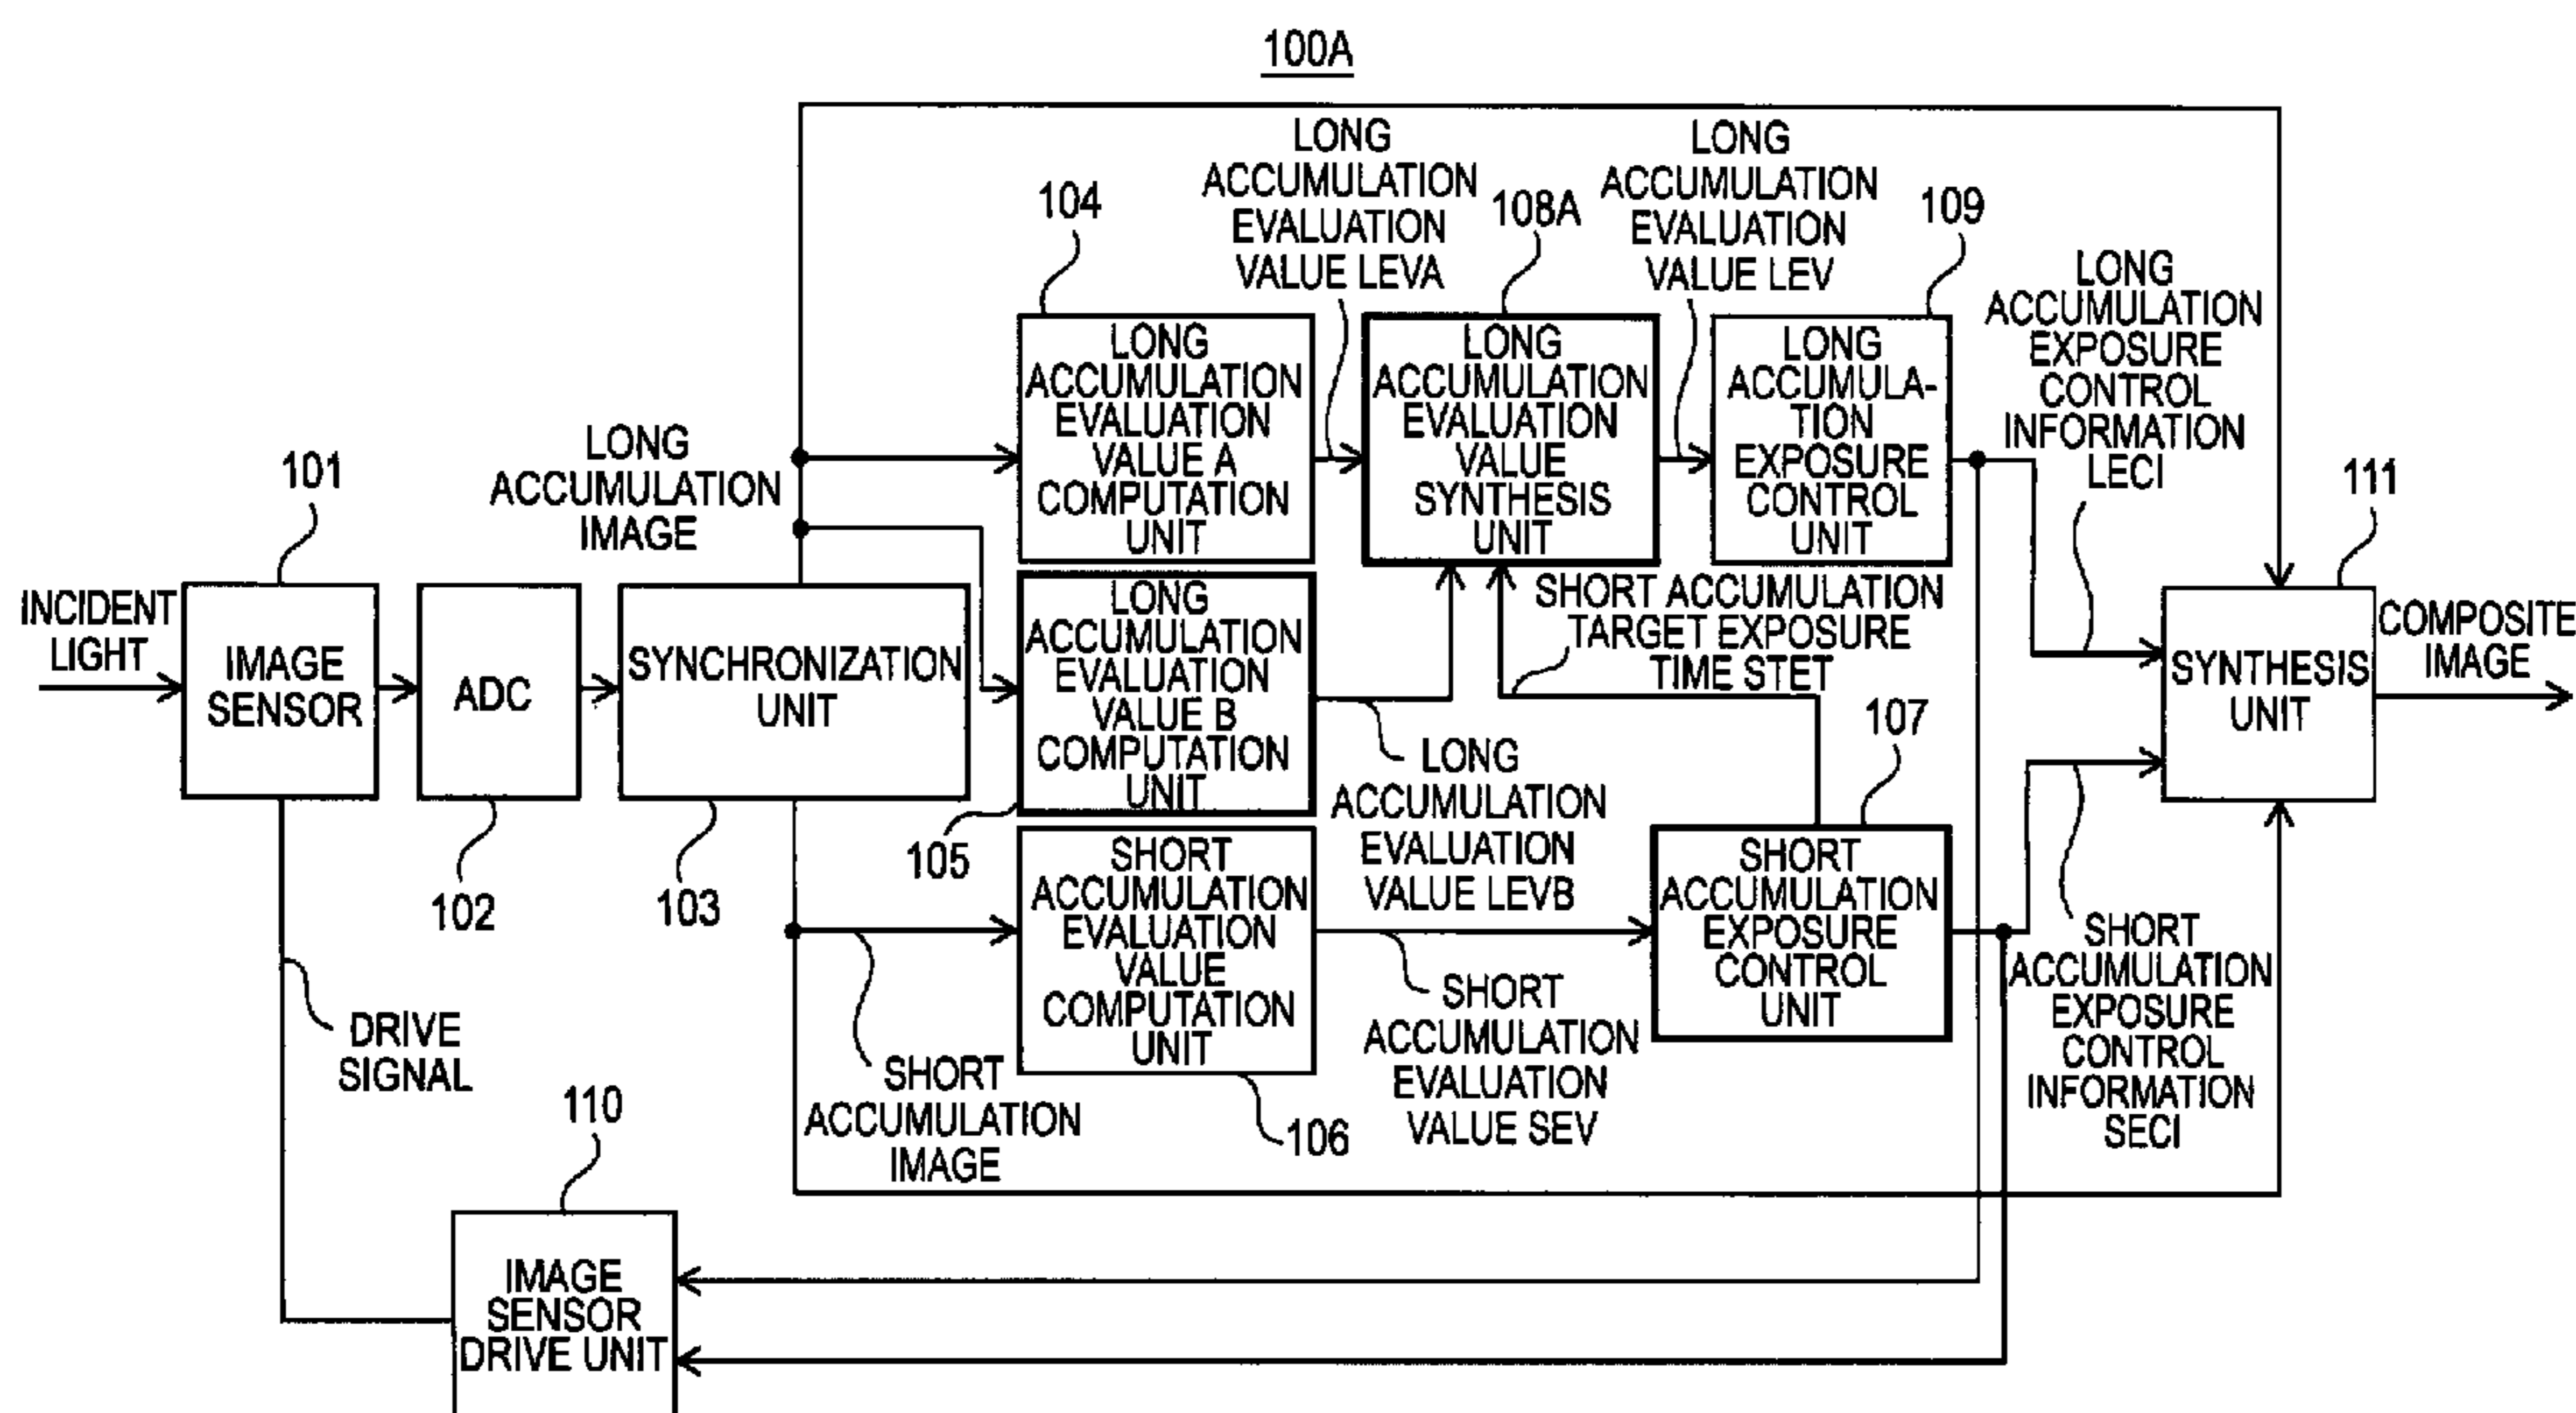 100A
LONG
ACCUMULATION
EVALUATION
VALUE LEVA
LONG
ACCUMULATION
EVALUATION
VALUE LEV
104
108A
109
LONG
ACCUMULATION
EXPOSURE
CONTROL
INFORMATION
LECI
LONG
ACCUMULATION
EVALUATION
VALUE A
COMPUTATION
UNIT
LONG
ACCUMULATION
EVALUATION
VALUE
SYNTHESIS
UNIT
LONG
ACCUMULA-
TION
EXPOSURE
CONTROL
UNIT
LONG
ACCUMULATION
IMAGE
101
111
INCIDENT
LIGHT
IMAGE
SENSOR
ADC
SYNCHRONIZATION
UNIT
LONG
ACCUMULATION
EVALUATION
VALUE B
COMPUTATION
UNIT
SHORT ACCUMULATION
TARGET EXPOSURE
TIME STET
SYNTHESIS
UNIT
COMPOSITE
IMAGE
107
102
103
105
LONG
ACCUMULATION
EVALUATION
VALUE LEVB
SHORT
ACCUMULATION
EVALUATION
VALUE
COMPUTATION
UNIT
SHORT
ACCUMULATION
EXPOSURE
CONTROL
UNIT
SHORT
ACCUMULATION
EXPOSURE
CONTROL
INFORMATION
SECI
DRIVE
SIGNAL
SHORT
ACCUMULATION
IMAGE
106
SHORT
ACCUMULATION
EVALUATION
VALUE SEV
110
IMAGE
SENSOR
DRIVE UNIT